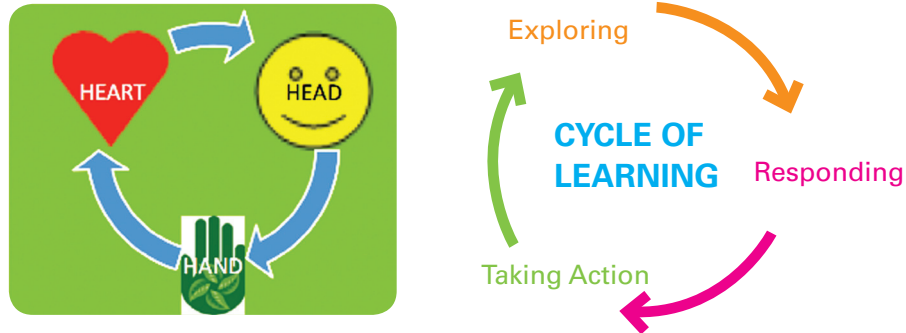 HEART
HEAD
HAND
Exploring
CYCLE OF
LEARNING
Responding
Taking Action